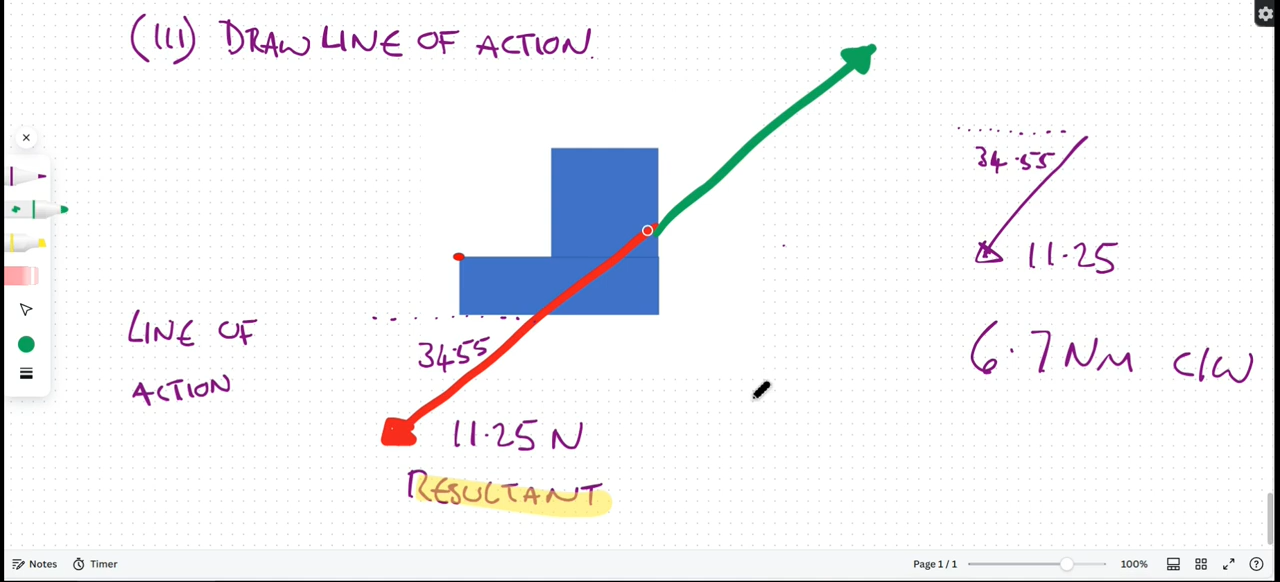 (III) DRAW LINE OF ACTION.
34.55
11.25
LINE OF
ACTION
34.55
6.7 NM C/W
11.25 N
RESULTANT
Notes
Timer
Page 1 / 1
100%